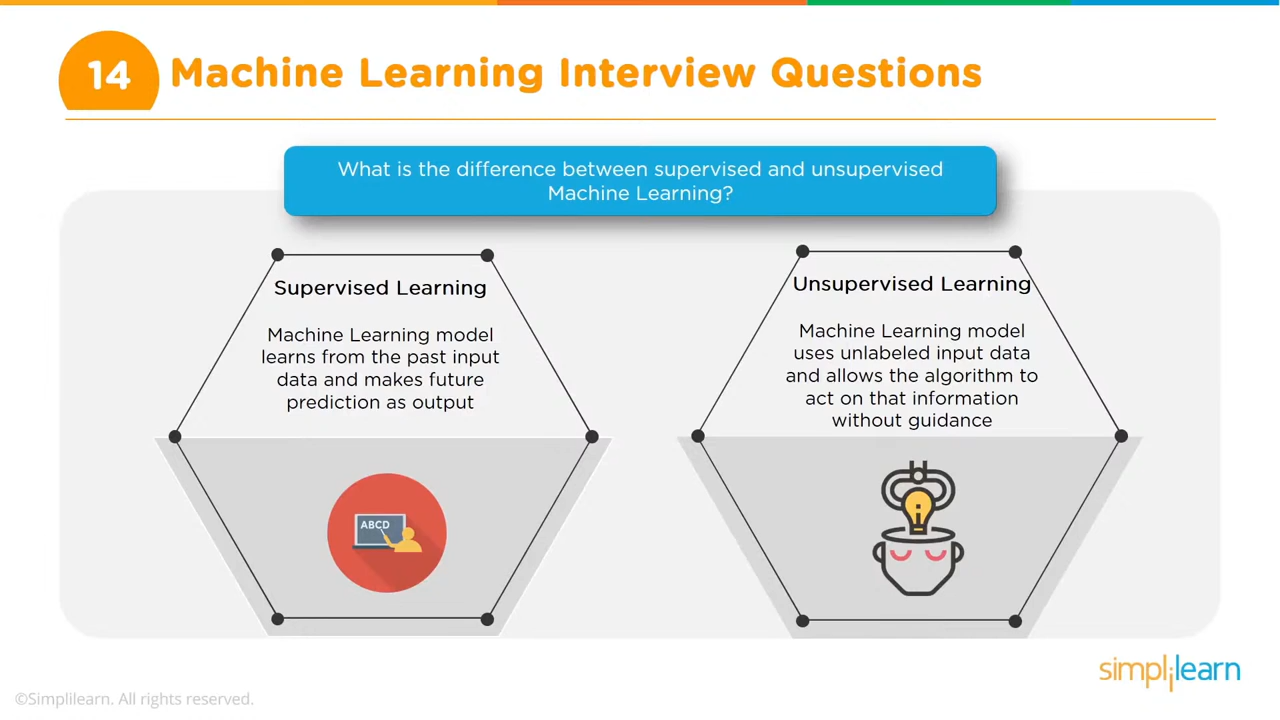 14
Machine Learning Interview Questions
What is the difference between supervised and unsupervised
Machine Learning?
Supervised Learning
Machine Learning model
learns from the past input
data and makes future
prediction as output
ABCD
Unsupervised Learning
Machine Learning model
uses unlabeled input data
and allows the algorithm to
act on that information
without guidance
simplilearn
©Simplilearn. All rights reserved.